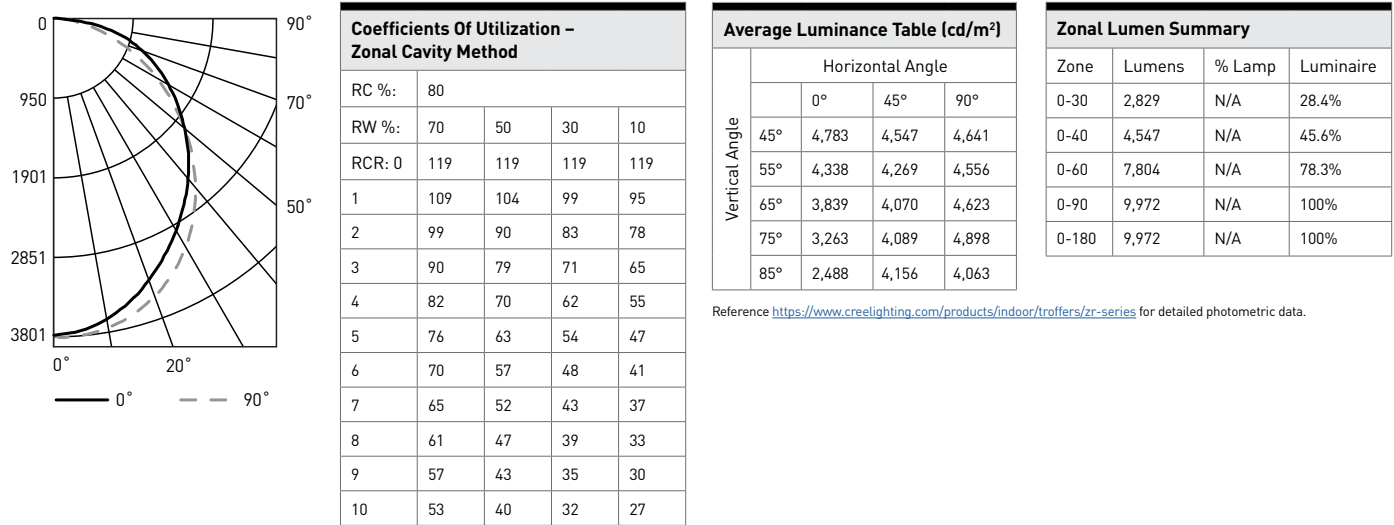 0
950
1901
2851
3801
90°
70°
50°
0°
20°
0°
90°
Coefficients Of Utilization –
Zonal Cavity Method
RC %: 80
RW %: 70 50 30 10
RCR: 0 119 119 119 119
1 109 104 99 95
2 99 90 83 78
3 90 79 71 65
4 82 70 62 55
5 76 63 54 47
6 70 57 48 41
7 65 52 43 37
8 61 47 39 33
9 57 43 35 30
10 53 40 32 27
Average Luminance Table (cd/m²)
Horizontal Angle
Vertical Angle
0° 45° 90°
45° 4,783 4,547 4,641
55° 4,338 4,269 4,556
65° 3,839 4,070 4,623
75° 3,263 4,089 4,898
85° 2,488 4,156 4,063
Reference https://www.creelighting.com/products/indoor/troffers/zr-series for detailed photometric data.
Zonal Lumen Summary
Zone Lumens % Lamp Luminaire
0-30 2,829 N/A 28.4%
0-40 4,547 N/A 45.6%
0-60 7,804 N/A 78.3%
0-90 9,972 N/A 100%
0-180 9,972 N/A 100%